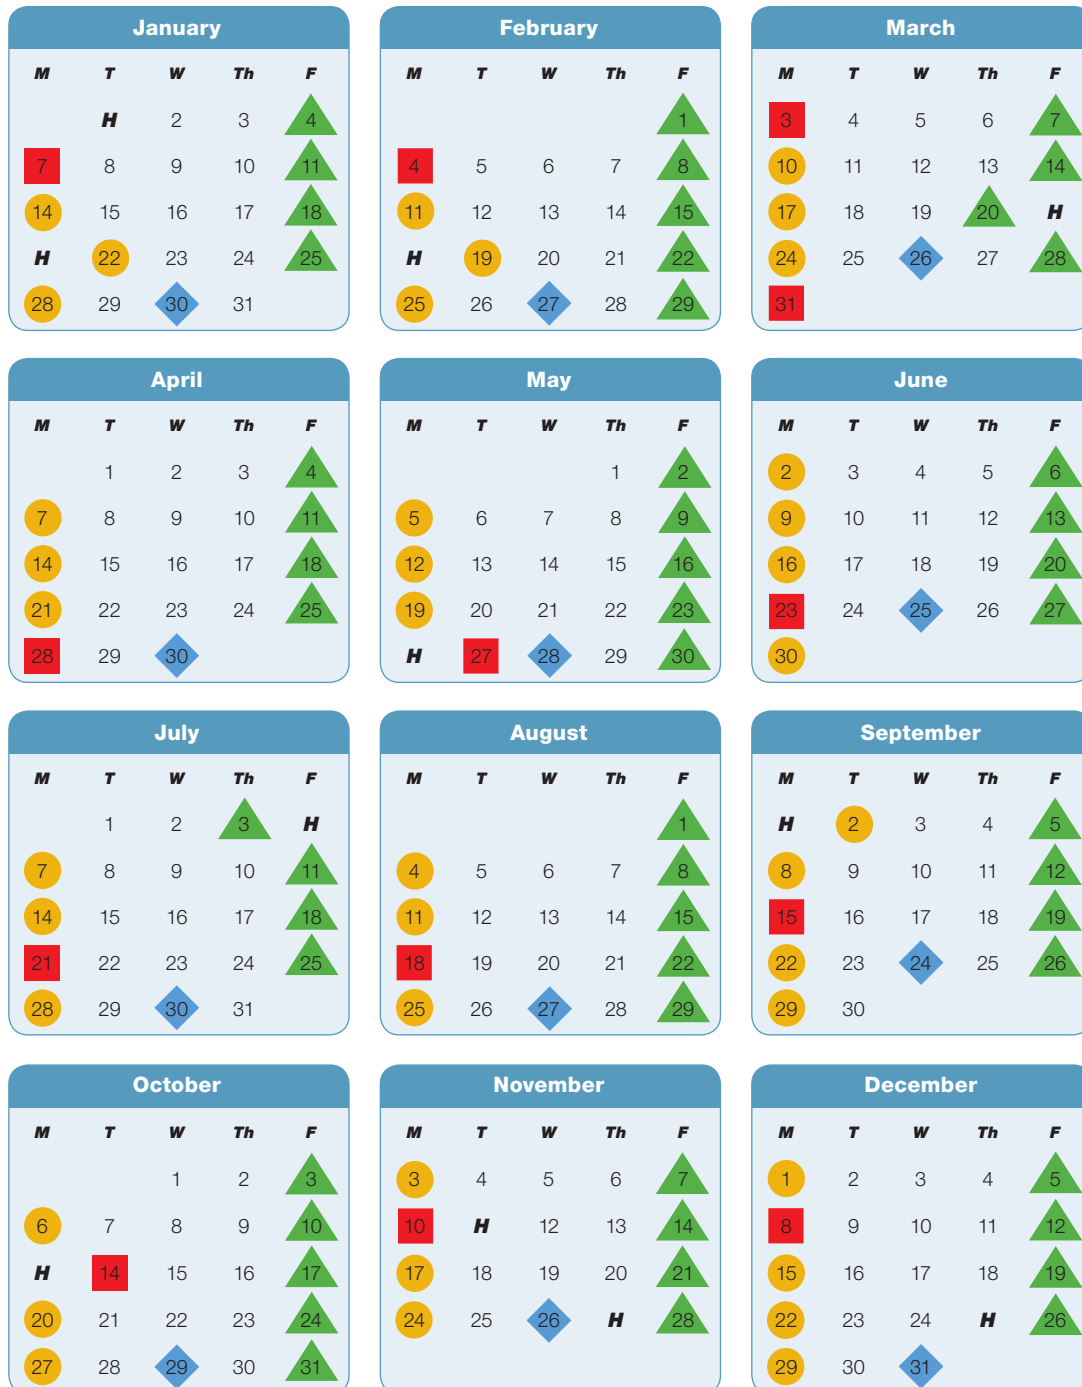 January
M T W Th F
H 2 3 4
7 8 9 10 11
14 15 16 17 18
H 22 23 24 25
28 29 30 31
February
M T W Th F
1
4 5 6 7 8
11 12 13 14 15
H 19 20 21 22
25 26 27 28 29
March
M T W Th F
3 4 5 6 7
10 11 12 13 14
17 18 19 20 H
24 25 26 27 28
31
April
M T W Th F
1 2 3 4
7 8 9 10 11
14 15 16 17 18
21 22 23 24 25
28 29 30
May
M T W Th F
1 2
5 6 7 8 9
12 13 14 15 16
19 20 21 22 23
H 27 28 29 30
June
M T W Th F
2 3 4 5 6
9 10 11 12 13
16 17 18 19 20
23 24 25 26 27
30
July
M T W Th F
1 2 3 H
7 8 9 10 11
14 15 16 17 18
21 22 23 24 25
28 29 30 31
August
M T W Th F
1
4 5 6 7 8
11 12 13 14 15
18 19 20 21 22
25 26 27 28 29
September
M T W Th F
H 2 3 4 5
8 9 10 11 12
15 16 17 18 19
22 23 24 25 26
29 30
October
M T W Th F
1 2 3
6 7 8 9 10
H 14 15 16 17
20 21 22 23 24
27 28 29 30 31
November
M T W Th F
3 4 5 6 7
10 H 12 13 14
17 18 19 20 21
24 25 26 H 28
December
M T W Th F
1 2 3 4 5
8 9 10 11 12
15 16 17 18 19
22 23 24 H 26
29 30 31